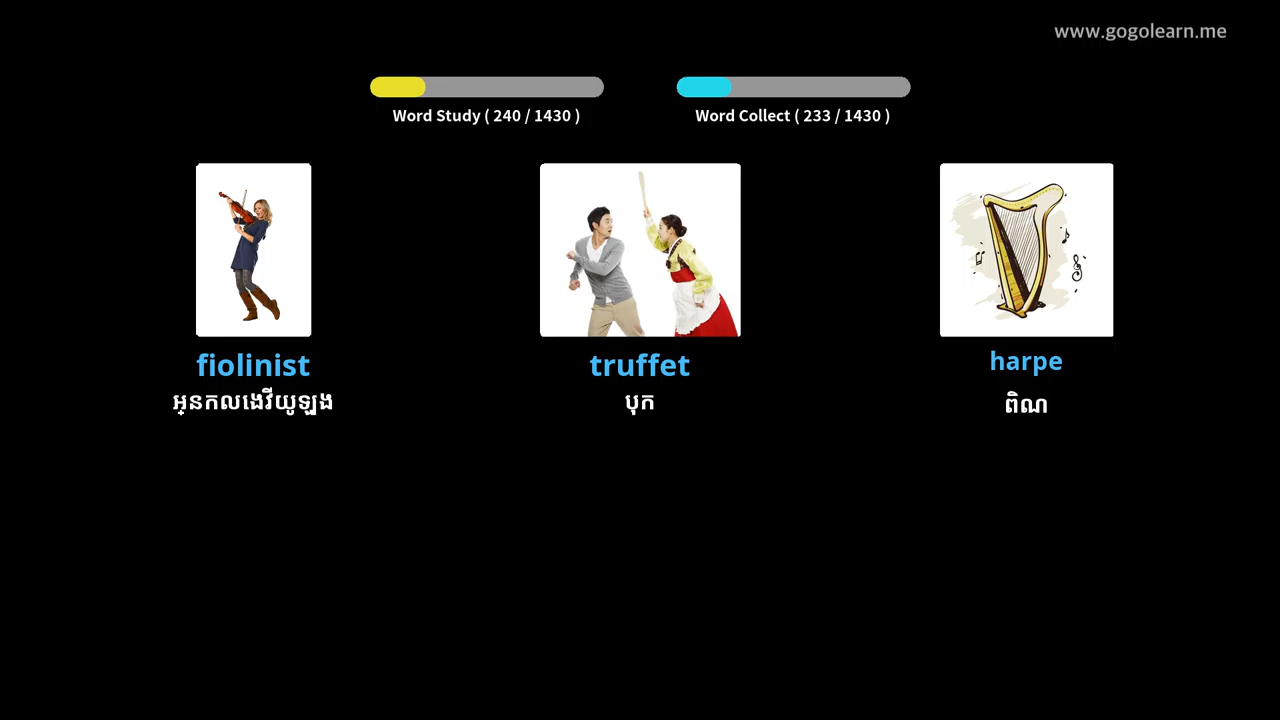 www.gogolearn.me
Word Study ( 240 / 1430 )
Word Collect ( 233 / 1430 )
fiolinist
truffet
harpe
អ្នកលេងវីយូឡុង
បុក
ពិណ